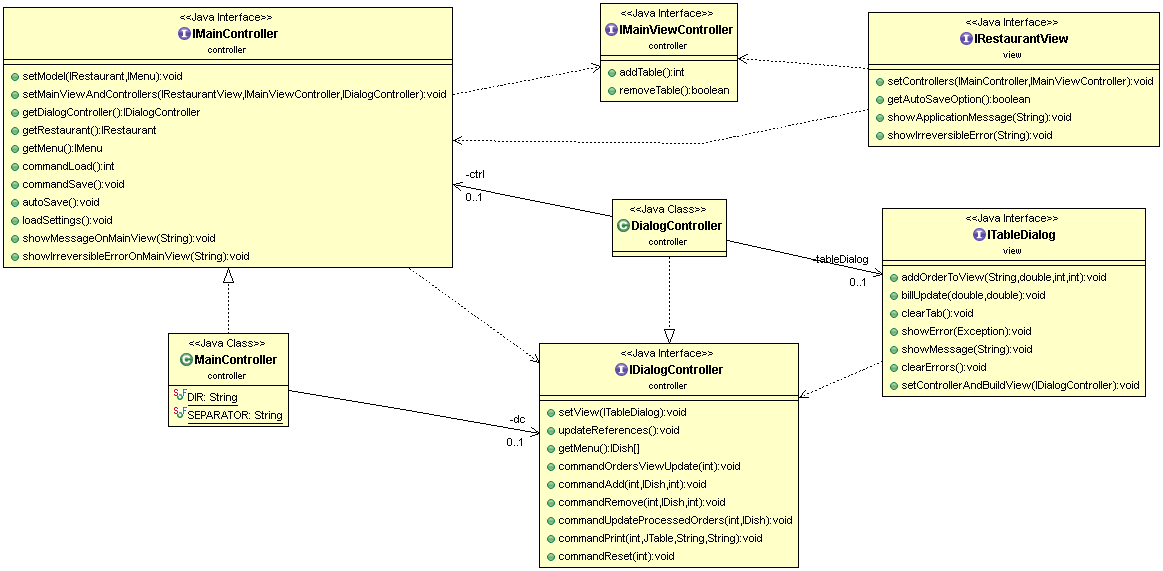 <<Java Interface>>
IMainController
controller
setModel(IRestaurant,IMenu):void
setMainViewAndControllers(IRestaurantView,IMainViewController,IDialogController):void
getDialogController():IDialogController
getRestaurant():IRestaurant
getMenu():IMenu
commandLoad():int
commandSave():void
autoSave():void
loadSettings():void
showMessageOnMainView(String):void
showIrreversibleErrorOnMainView(String):void
<<Java Interface>>
IMainViewController
controller
addTable():int
removeTable():boolean
<<Java Interface>>
IRestaurantView
view
setControllers(IMainController,IMainViewController):void
getAutoSaveOption():boolean
showApplicationMessage(String):void
showIrreversibleError(String):void
-ctrl
0..1
<<Java Class>>
DialogController
controller
-tableDialog
0..1
<<Java Interface>>
ITableDialog
view
addOrderToView(String,double,int,int):void
billUpdate(double,double):void
clearTab():void
showError(Exception):void
showMessage(String):void
clearErrors():void
setControllerAndBuildView(IDialogController):void
<<Java Class>>
MainController
controller
DIR: String
SEPARATOR: String
-dc
0..1
<<Java Interface>>
IDialogController
controller
setView(ITableDialog):void
updateReferences():void
getMenu():IDish[]
commandOrdersViewUpdate(int):void
commandAdd(int,IDish,int):void
commandRemove(int,IDish,int):void
commandUpdateProcessedOrders(int,IDish):void
commandPrint(int,JTable,String,String):void
commandReset(int):void